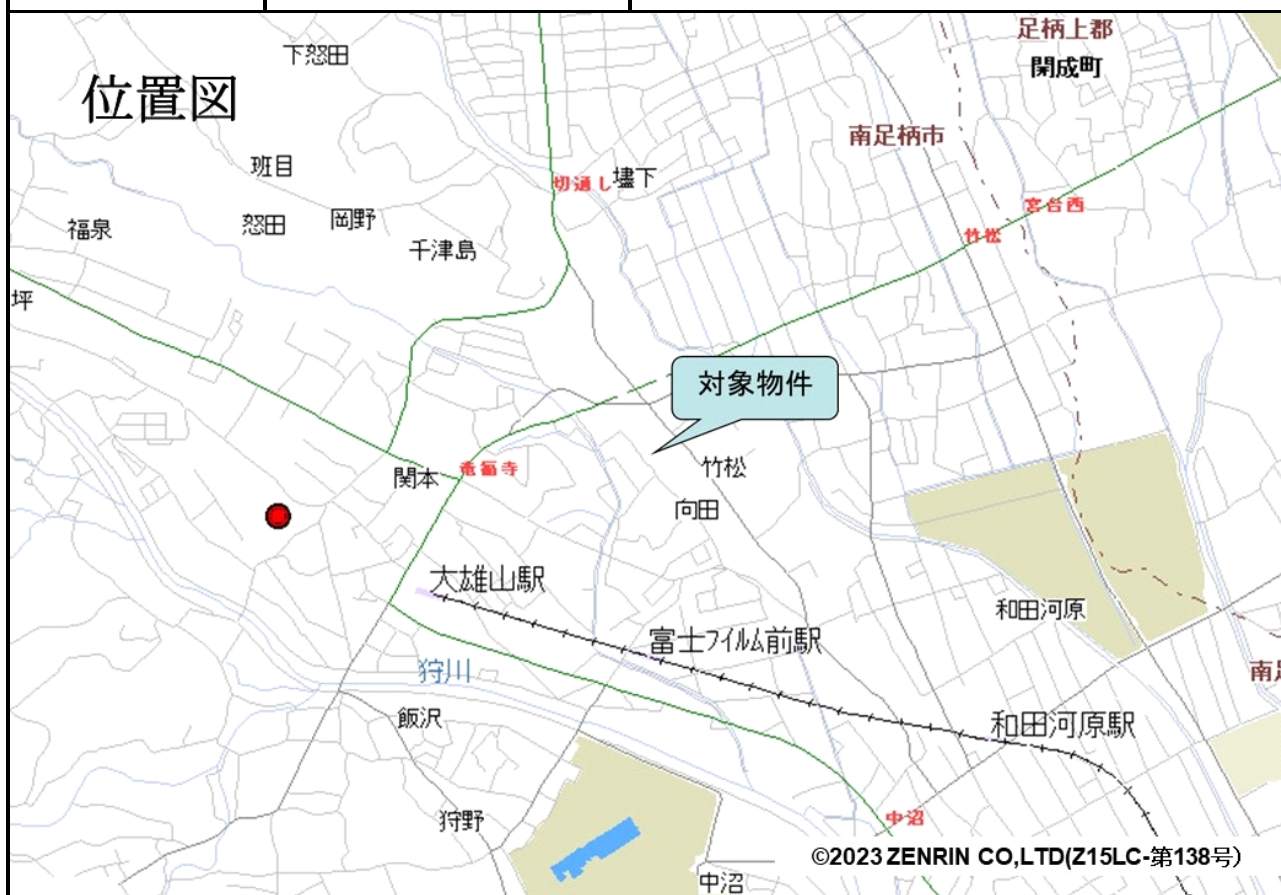 足柄上郡
開成町
下怒田
位置図
南足柄市
班目
切通し
壗下
福泉
怒田
岡野
宮台西
竹松
千津島
坪
対象物件
関本
竜福寺
竹松
向田
大雄山駅
和田河原
富士フイルム前駅
狩川
南足
飯沢
和田河原駅
狩野
中沼
©2023 ZENRIN CO,LTD(Z15LC-第138号)
中沼